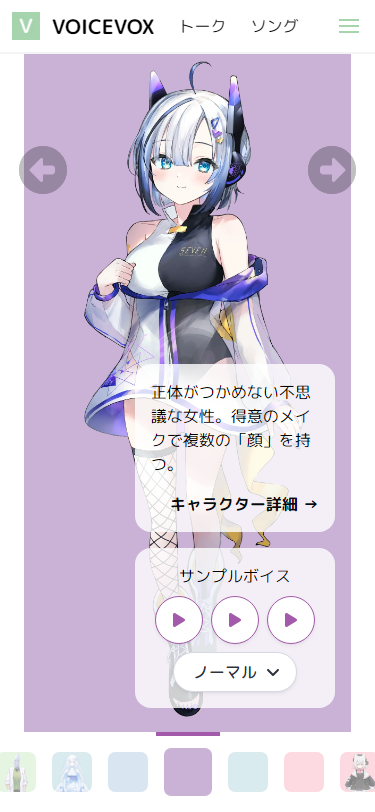 V VOICEVOX トーク ソング
SEVEN
正体がつかめない不思
議な女性。得意のメイ
クで複数の「顔」を持
つ。
キャラクター詳細 →
サンプルボイス
ノーマル